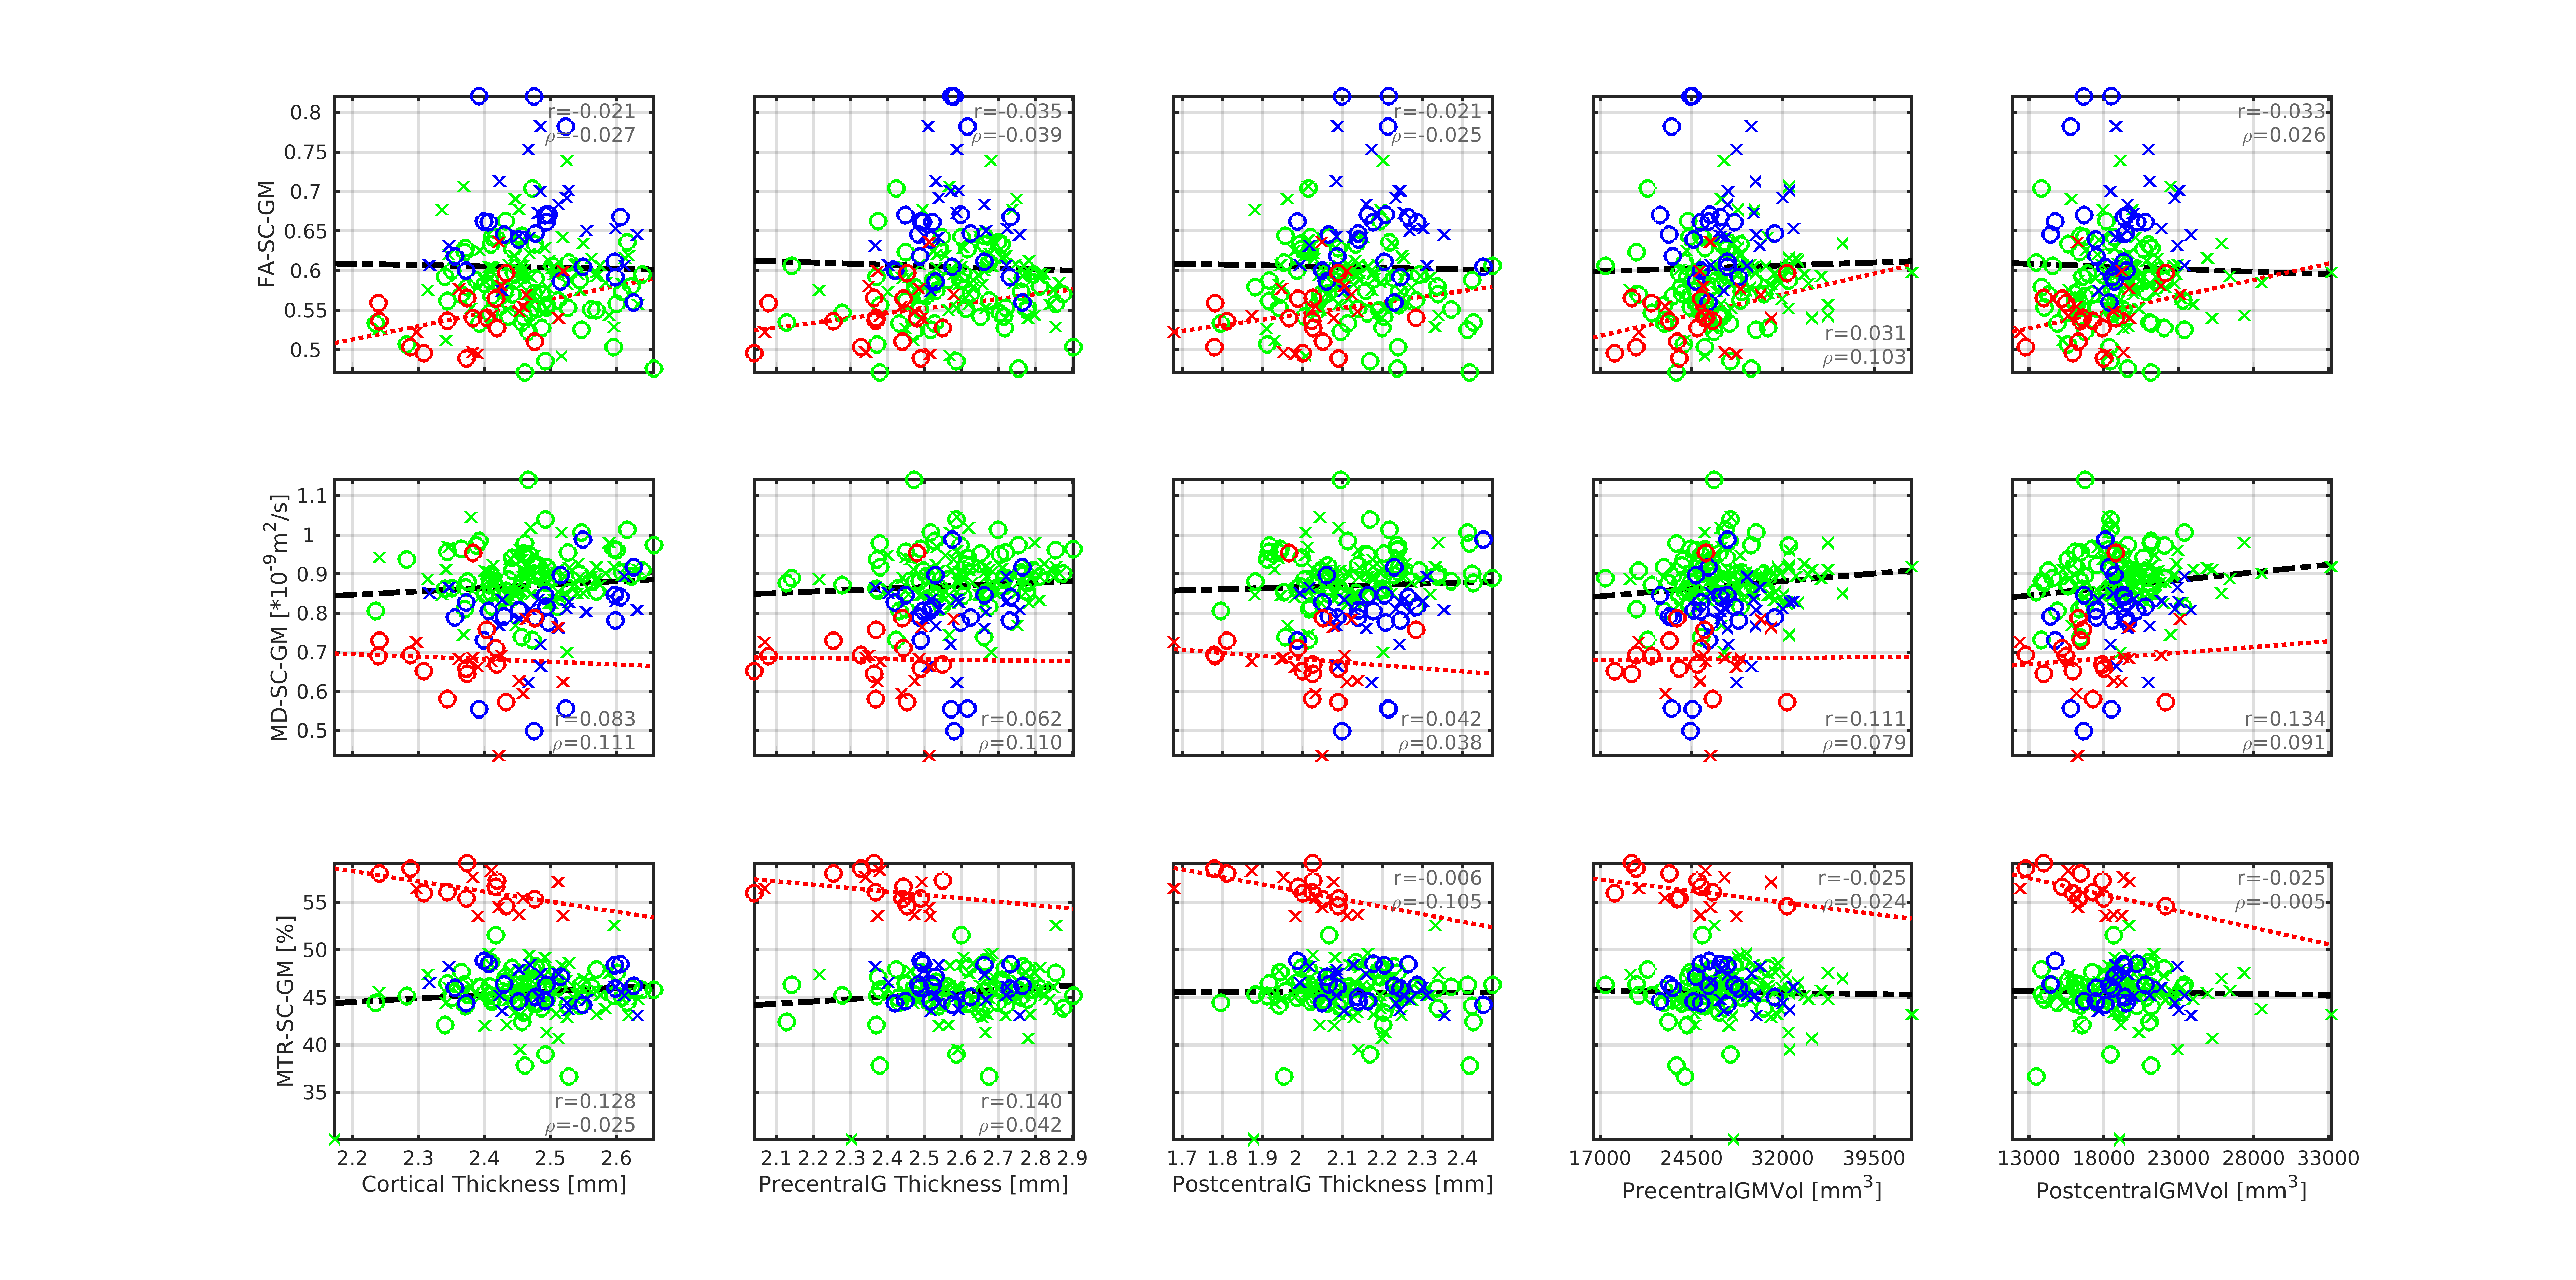 FA-SC-GM
0.8
0.75
0.7
0.65
0.6
0.55
0.5
r=-0.021
ρ=-0.027
r=-0.035
ρ=-0.039
r=-0.021
ρ=-0.025
r=0.031
ρ=0.103
r=-0.033
ρ=0.026
MD-SC-GM [*10⁻⁹m²/s]
1.1
1
0.9
0.8
0.7
0.6
0.5
r=0.083
ρ=0.111
r=0.062
ρ=0.110
r=0.042
ρ=0.038
r=0.111
ρ=0.079
r=0.134
ρ=0.091
MTR-SC-GM [%]
55
50
45
40
35
r=0.128
ρ=-0.025
r=0.140
ρ=0.042
r=-0.006
ρ=-0.105
r=-0.025
ρ=0.024
r=-0.025
ρ=-0.005
2.2 2.3 2.4 2.5 2.6
Cortical Thickness [mm]
2.1 2.2 2.3 2.4 2.5 2.6 2.7 2.8 2.9
PrecentralG Thickness [mm]
1.7 1.8 1.9 2 2.1 2.2 2.3 2.4
PostcentralG Thickness [mm]
17000 24500 32000 39500
PrecentralGMVol [mm³]
13000 18000 23000 28000 33000
PostcentralGMVol [mm³]